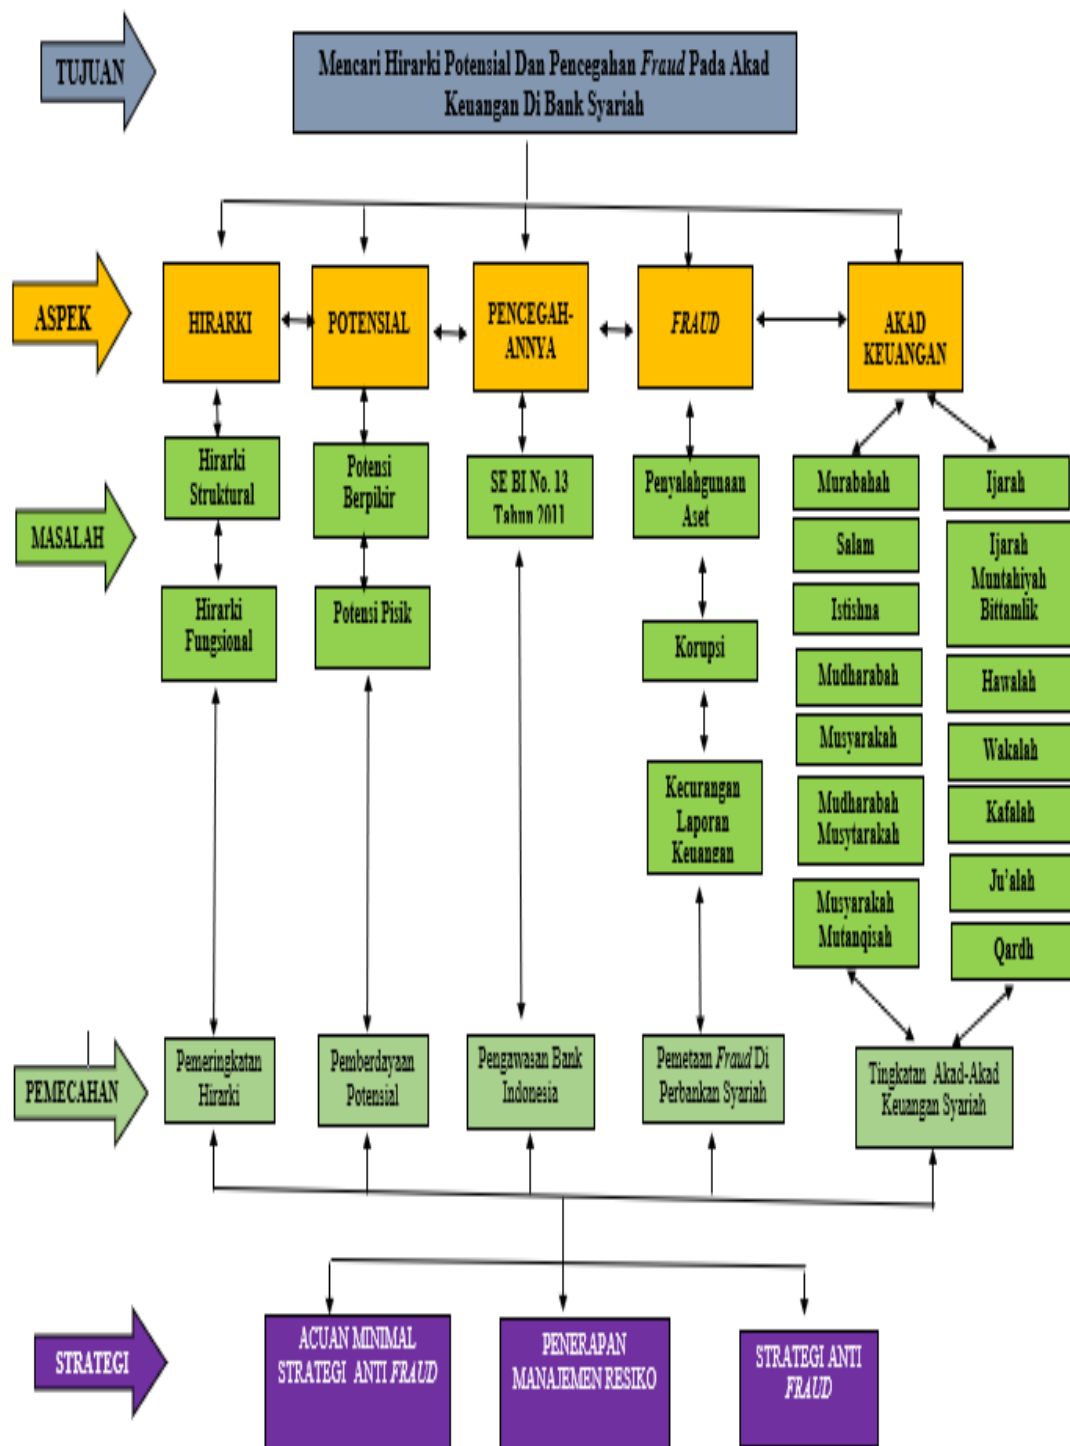 TUJUAN
Mencari Hirarki Potensial Dan Pencegahan Fraud Pada Akad
Keuangan Di Bank Syariah
ASPEK
HIRARKI
POTENSIAL
PENCEGAH-
ANNYA
FRAUD
AKAD
KEUANGAN
MASALAH
Hirarki
Struktural
Hirarki
Fungsional
Potensi
Berpikir
Potensi Pisik
SE BI No. 13
Tahun 2011
Penyalahgunaan
Aset
Korupsi
Kecurangan
Laporan
Keuangan
Murabahah
Salam
Istishna
Mudharabah
Musyarakah
Mudharabah
Musytarakah
Musyarakah
Mutanqisah
Ijarah
Ijarah
Muntahiyah
Bittamlik
Hawalah
Wakalah
Kafalah
Ju’alah
Qardh
PEMECAHAN
Pemeringkatan
Hirarki
Pemberdayaan
Potensial
Pengawasan Bank
Indonesia
Pemetaan Fraud Di
Perbankan Syariah
Tingkatan Akad-Akad
Keuangan Syariah
STRATEGI
ACUAN MINIMAL
STRATEGI ANTI FRAUD
PENERAPAN
MANAJEMEN RESIKO
STRATEGI ANTI
FRAUD